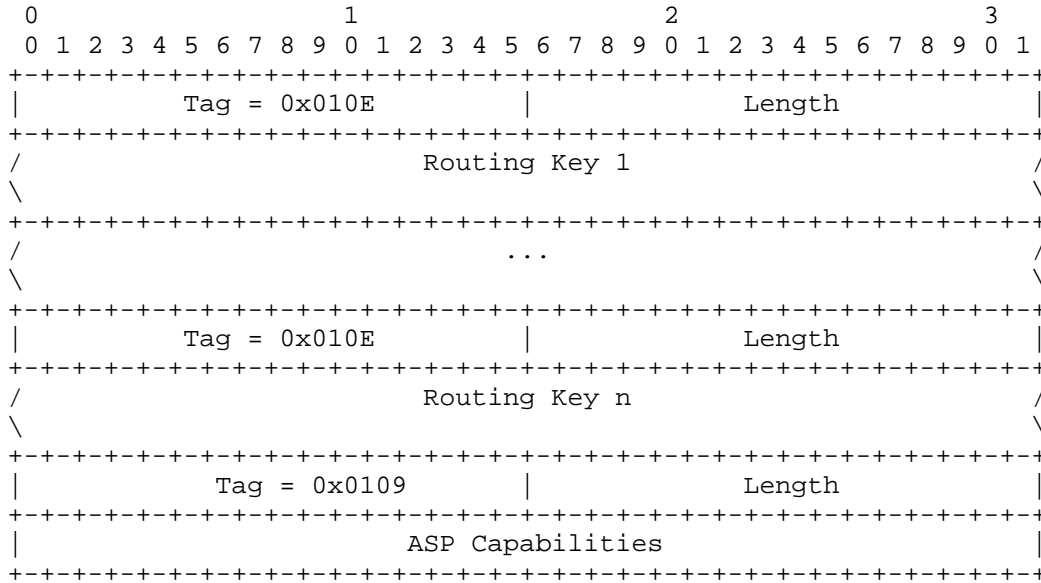 0                   1                   2                   3
0 1 2 3 4 5 6 7 8 9 0 1 2 3 4 5 6 7 8 9 0 1 2 3 4 5 6 7 8 9 0 1
+-+-+-+-+-+-+-+-+-+-+-+-+-+-+-+-+-+-+-+-+-+-+-+-+-+-+-+-+-+-+-+-+
|          Tag = 0x010E         |             Length            |
+-+-+-+-+-+-+-+-+-+-+-+-+-+-+-+-+-+-+-+-+-+-+-+-+-+-+-+-+-+-+-+-+
/                         Routing Key 1                         /
\                                                               \
+-+-+-+-+-+-+-+-+-+-+-+-+-+-+-+-+-+-+-+-+-+-+-+-+-+-+-+-+-+-+-+-+
/                              ...                              /
\                                                               \
+-+-+-+-+-+-+-+-+-+-+-+-+-+-+-+-+-+-+-+-+-+-+-+-+-+-+-+-+-+-+-+-+
|          Tag = 0x010E         |             Length            |
+-+-+-+-+-+-+-+-+-+-+-+-+-+-+-+-+-+-+-+-+-+-+-+-+-+-+-+-+-+-+-+-+
/                         Routing Key n                         /
\                                                               \
+-+-+-+-+-+-+-+-+-+-+-+-+-+-+-+-+-+-+-+-+-+-+-+-+-+-+-+-+-+-+-+-+
|            Tag = 0x0109       |             Length            |
+-+-+-+-+-+-+-+-+-+-+-+-+-+-+-+-+-+-+-+-+-+-+-+-+-+-+-+-+-+-+-+-+
|                        ASP Capabilities                       |
+-+-+-+-+-+-+-+-+-+-+-+-+-+-+-+-+-+-+-+-+-+-+-+-+-+-+-+-+-+-+-+-+